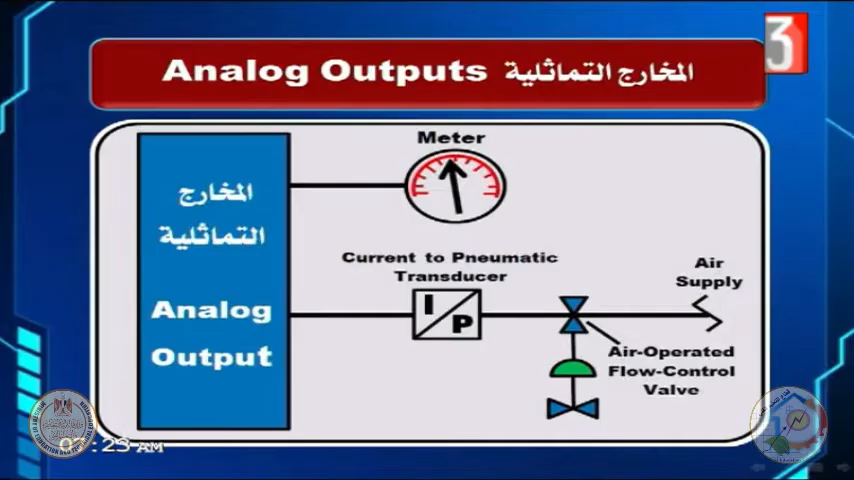 3
Analog Outputs المخارج التماثلية
Meter
المخارج
التماثلية
Analog
Output
Current to Pneumatic
Transducer
I
P
Air
Supply
Air-Operated
Flow-Control
Valve
AM